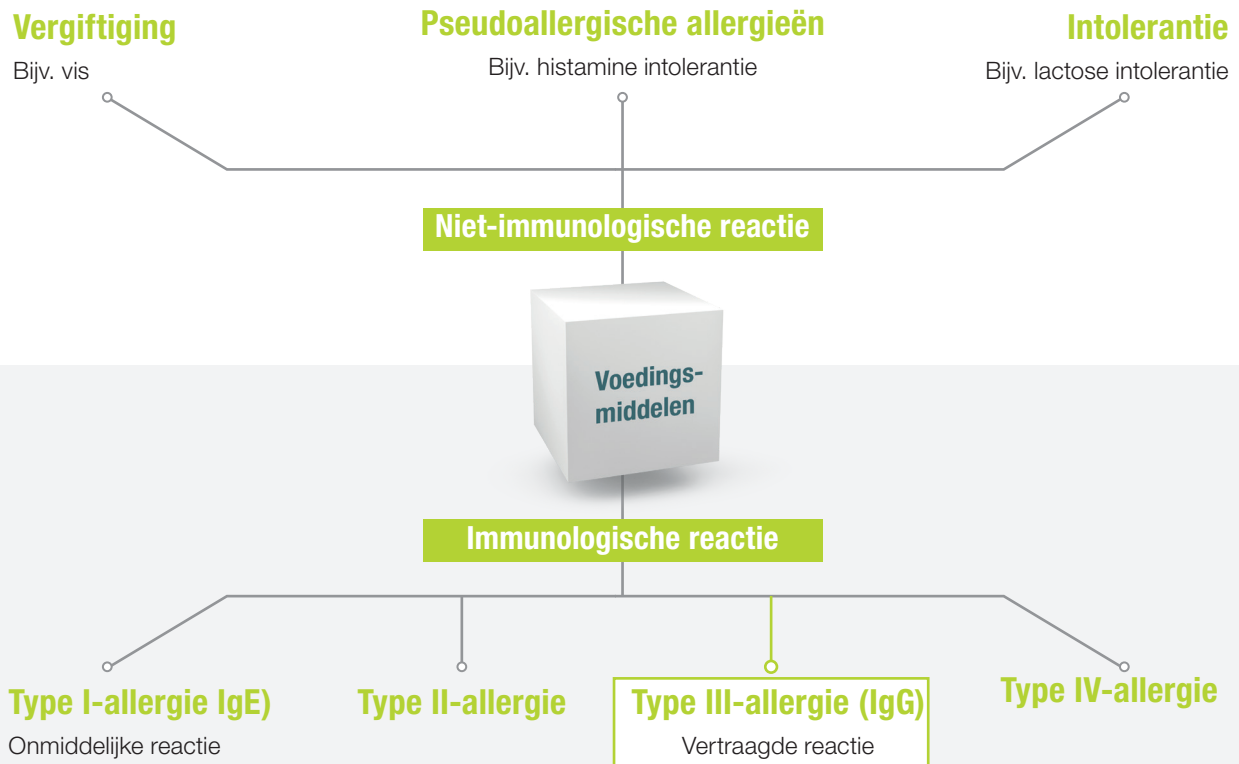 Vergiftiging
Bijv. vis
Pseudoallergische allergieën
Bijv. histamine intolerantie
Intolerantie
Bijv. lactose intolerantie
Niet-immunologische reactie
Voedings-
middelen
Immunologische reactie
Type I-allergie IgE)
Onmiddelijke reactie
Type II-allergie
Type III-allergie (IgG)
Vertraagde reactie
Type IV-allergie